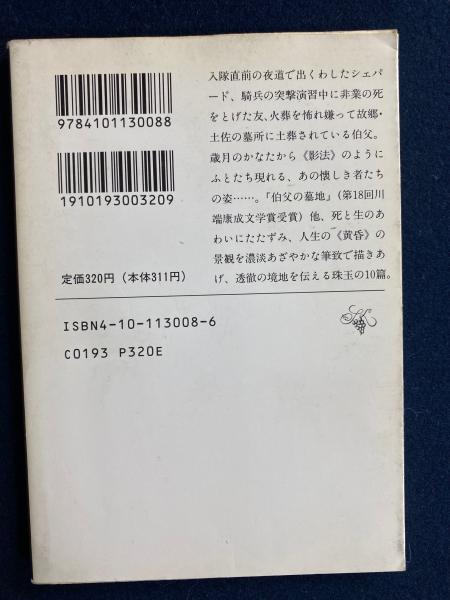 9784101130088
1910193003209
定価320円（本体311円）
入隊直前の夜道で出くわしたシェパ
ード、騎兵の突撃演習中に非業の死
をとげた友、火葬を怖れ嫌って故郷・
土佐の墓所に土葬されている伯父。
歳月のかなたから《影法》のように
ふとたち現れる、あの懐しき者たち
の姿……。「伯父の墓地」（第18回川
端康成文学賞受賞）他、死と生のあ
わいにたたずみ、人生の《黄昏》の
景観を濃淡あざやかな筆致で描きあ
げ、透徹の境地を伝える珠玉の10篇。
ISBN4-10-113008-6
C0193 P320E